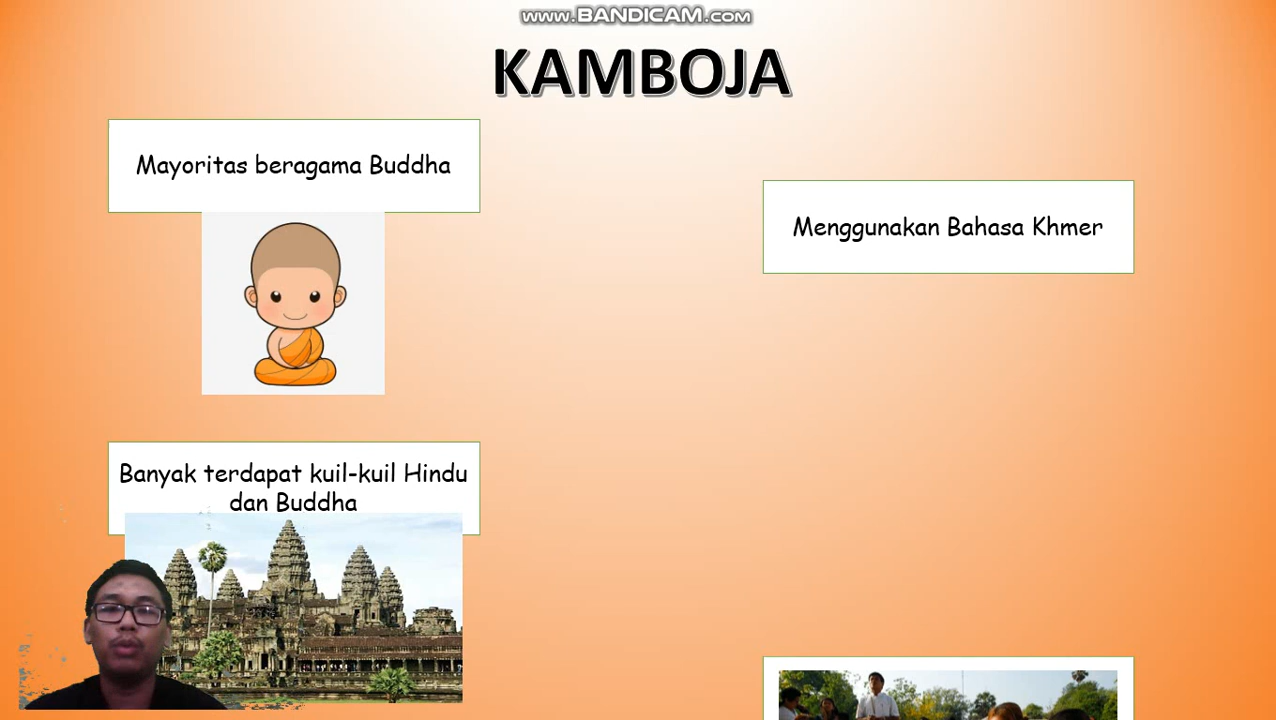 www.BANDICAM.com
KAMBOJA
Mayoritas beragama Buddha
Menggunakan Bahasa Khmer
Banyak terdapat kuil-kuil Hindu
dan Buddha